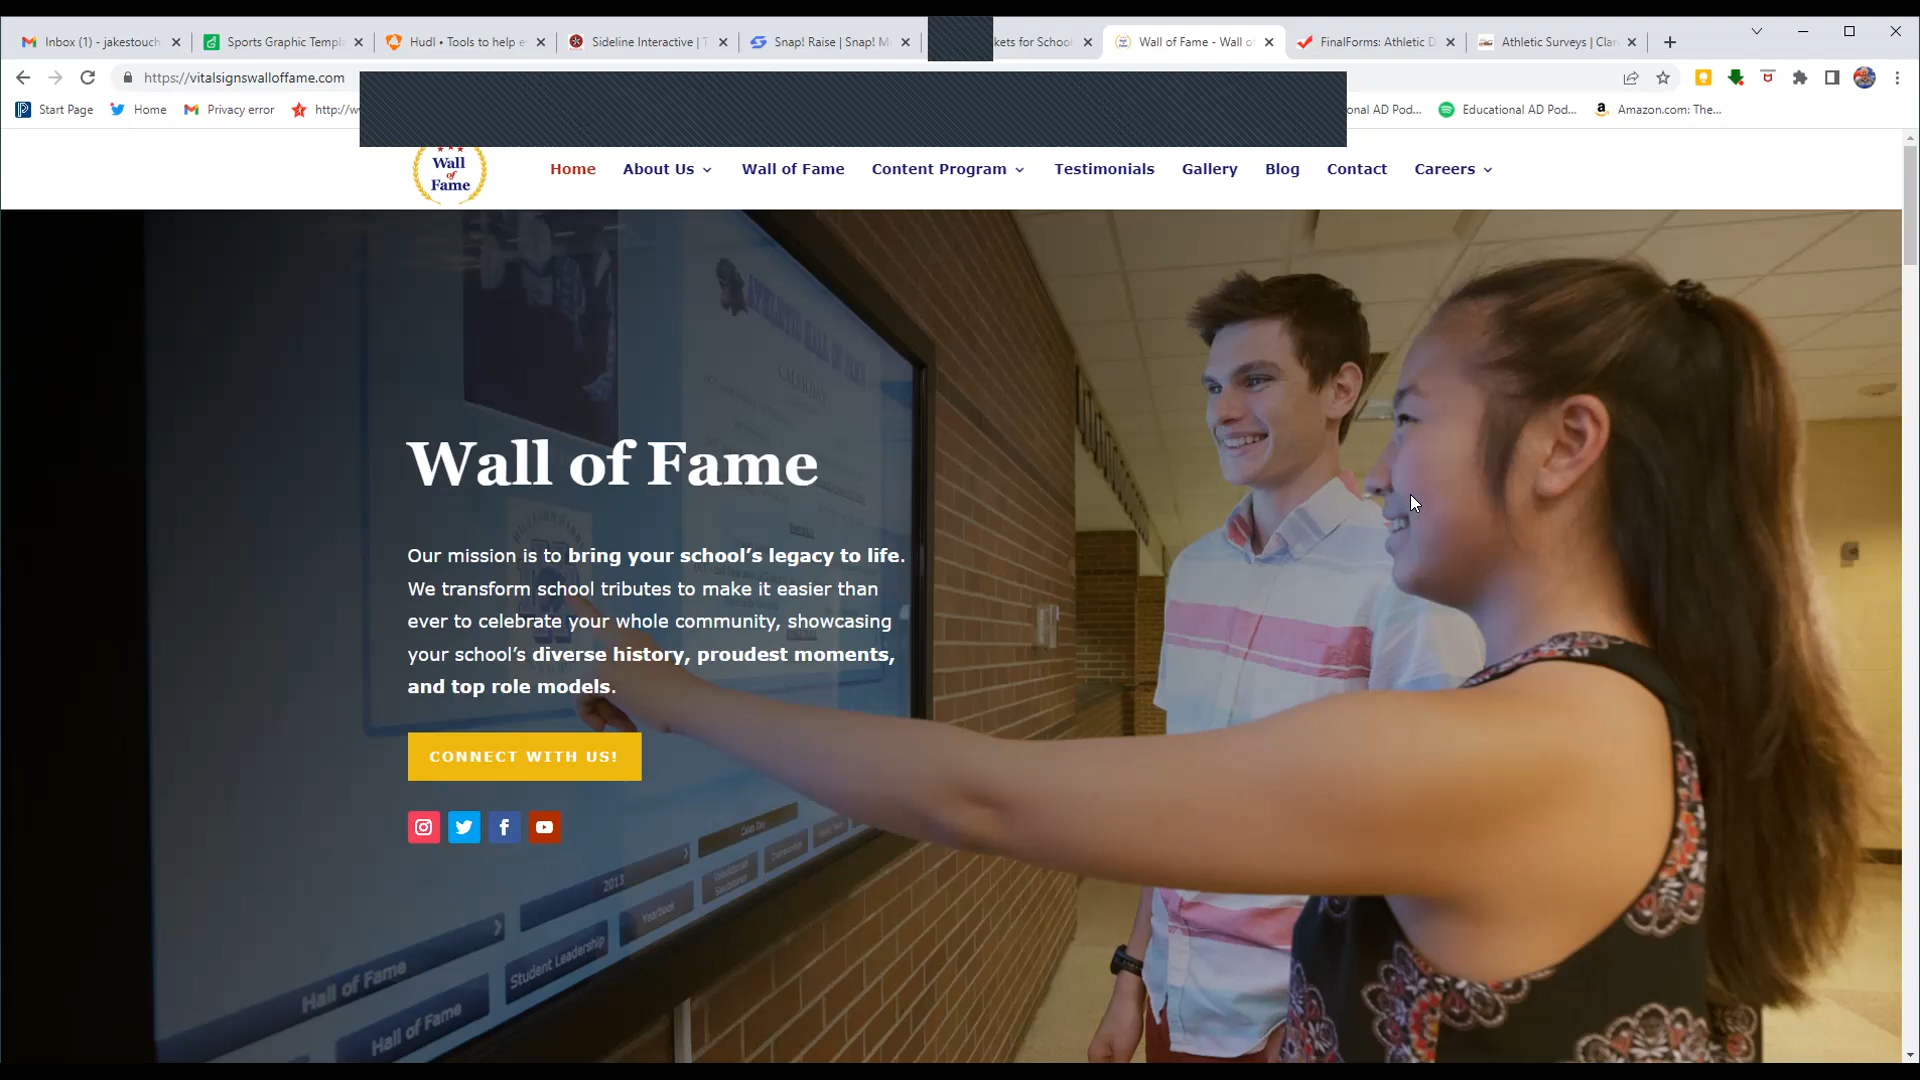 Inbox (1) - jakestouch
Sports Graphic Templ
Hudl • Tools to help e
Sideline Interactive | T
Snap! Raise | Snap! M
kets for School
Wall of Fame - Wall o
FinalForms: Athletic D
Athletic Surveys | Clar
https://vitalsignswalloffame.com
Start Page
Home
Privacy error
http://w
onal AD Pod...
Educational AD Pod...
Amazon.com: The...
Wall
of
Fame
Home
About Us
Wall of Fame
Content Program
Testimonials
Gallery
Blog
Contact
Careers
Wall of Fame
Our mission is to bring your school’s legacy to life.
We transform school tributes to make it easier than
ever to celebrate your whole community, showcasing
your school’s diverse history, proudest moments,
and top role models.
CONNECT WITH US!
2013
Yearbook
Hall of Fame
Student Leadership
Hall of Fame